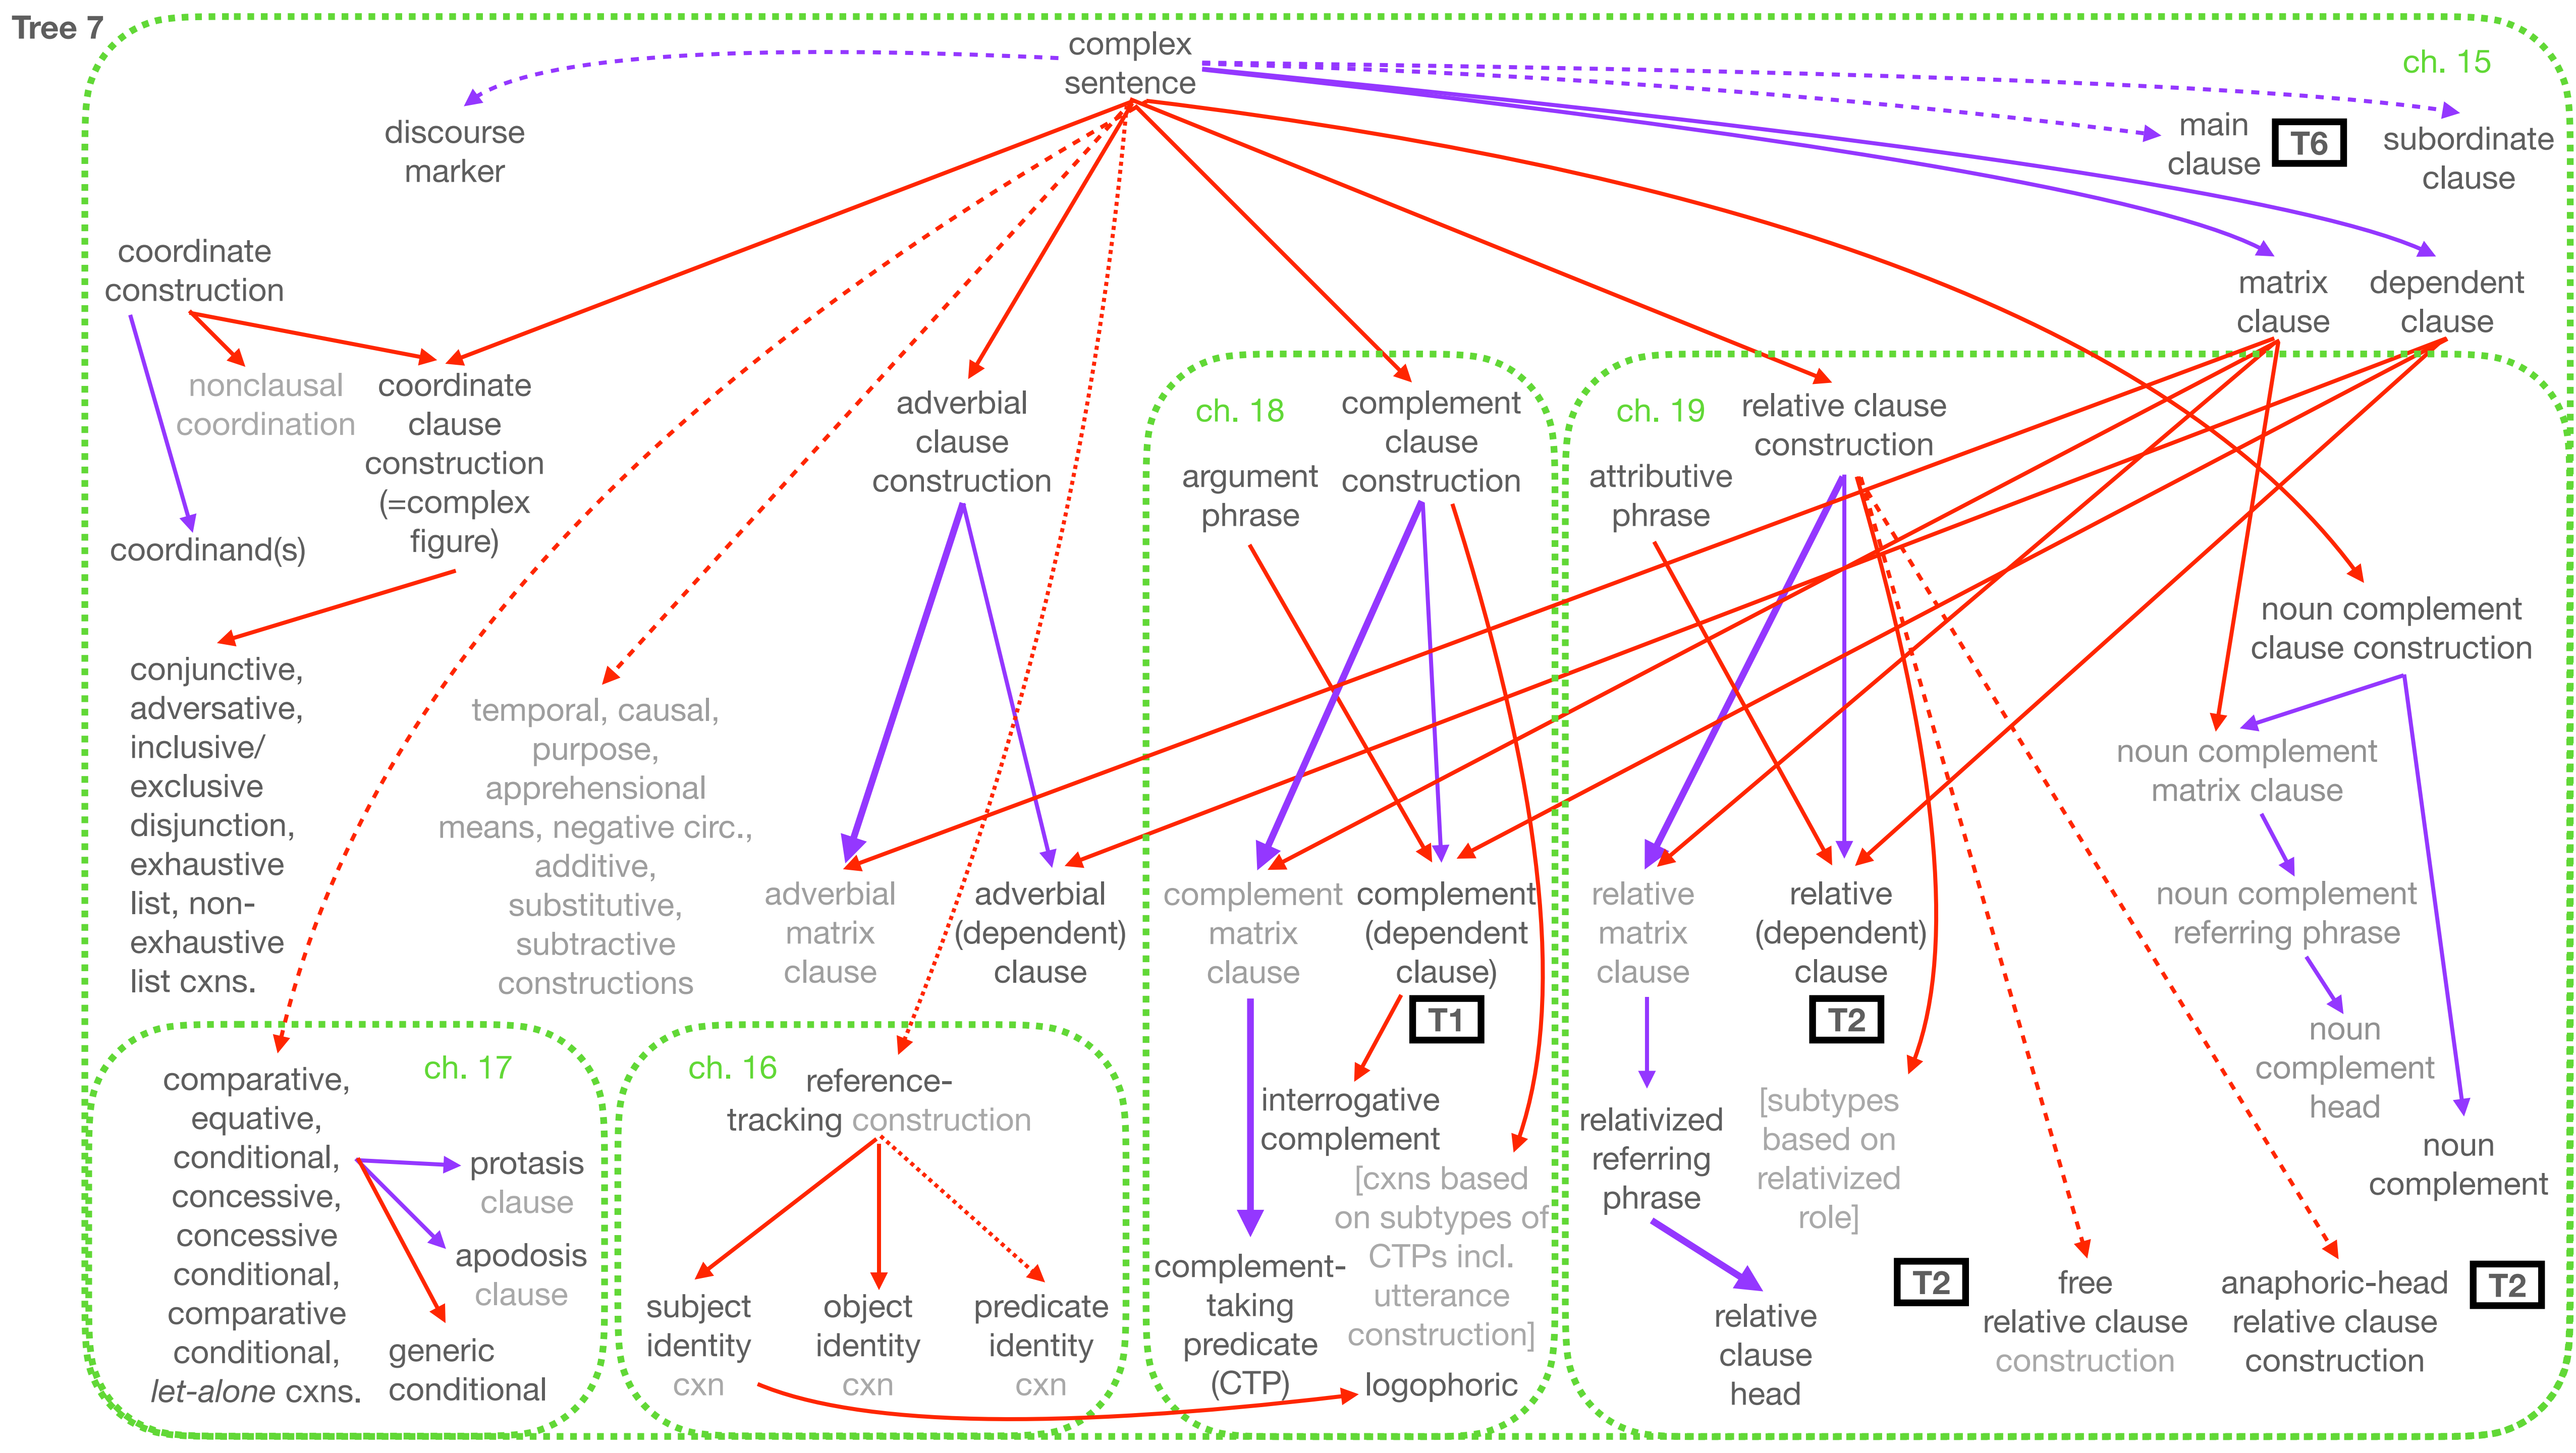 Tree 7
complex
sentence
ch. 15
discourse
marker
main
clause
T6
subordinate
clause
coordinate
construction
matrix
clause
dependent
clause
nonclausal
coordination
coordinate
clause
construction
(=complex
figure)
adverbial
clause
construction
ch. 18
complement
clause
construction
argument
phrase
ch. 19
relative clause
construction
attributive
phrase
coordinand(s)
noun complement
clause construction
conjunctive,
adversative,
inclusive/
exclusive
disjunction,
exhaustive
list, non-
exhaustive
list cxns.
temporal, causal,
purpose,
apprehensional
means, negative circ.,
additive,
substitutive,
subtractive
constructions
noun complement
matrix clause
adverbial
matrix
clause
adverbial
(dependent)
clause
complement
matrix
clause
complement
(dependent
clause)
T1
relative
matrix
clause
relative
(dependent)
clause
T2
noun complement
referring phrase
noun
complement
head
noun
complement
ch. 17
comparative,
equative,
conditional,
concessive,
concessive
conditional,
comparative
conditional,
let-alone cxns.
protasis
clause
apodosis
clause
generic
conditional
ch. 16
reference-
tracking construction
subject
identity
cxn
object
identity
cxn
predicate
identity
cxn
interrogative
complement
[cxns based
on subtypes of
CTPs incl.
utterance
construction]
complement-
taking
predicate
(CTP)
logophoric
relativized
referring
phrase
[subtypes
based on
relativized
role]
relative
clause
head
T2
free
relative clause
construction
anaphoric-head
relative clause
construction
T2